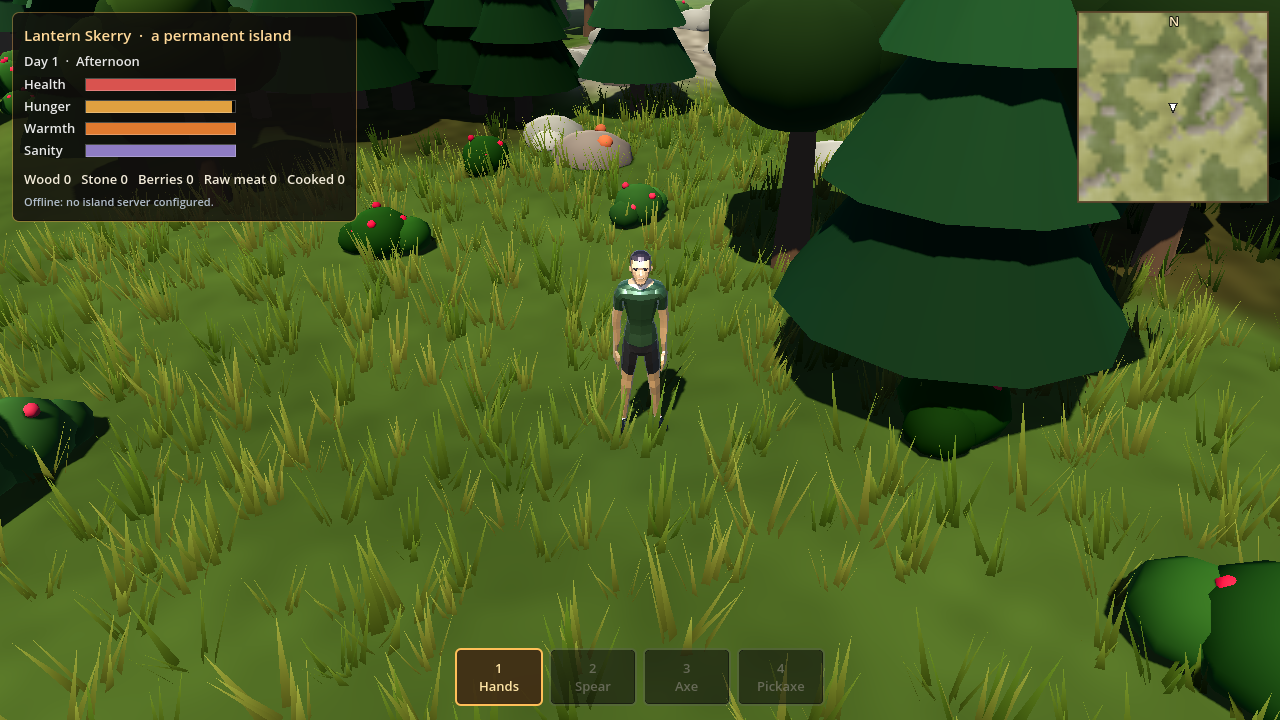 Lantern Skerry · a permanent island
Day 1 · Afternoon
Health
Hunger
Warmth
Sanity
Wood 0 Stone 0 Berries 0 Raw meat 0 Cooked 0
Offline: no island server configured.
N
1
Hands
2
Spear
3
Axe
4
Pickaxe